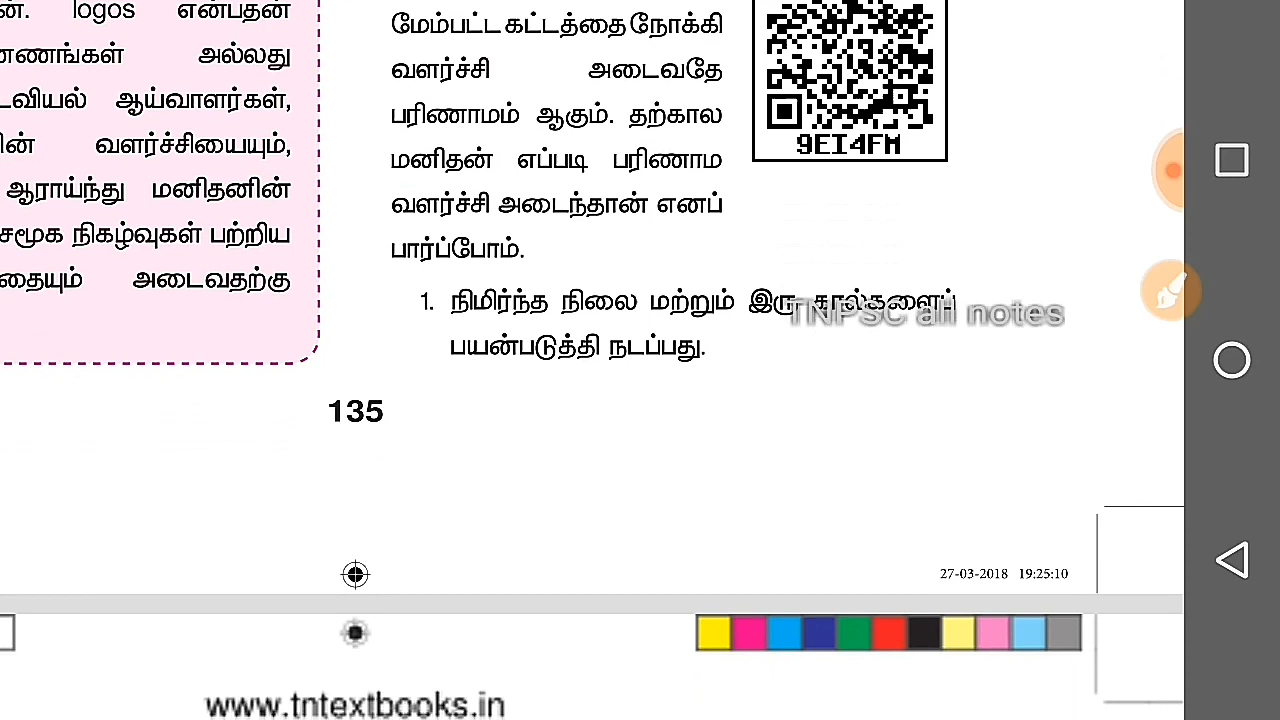 logos என்பதன்
அல்லது
ஆய்வாளர்கள்,
வளர்ச்சியையும்,
ஆராய்ந்து மனிதனின்
சமூக நிகழ்வுகள் பற்றிய
அடைவதற்கு
மேம்பட்ட கட்டத்தை நோக்கி
வளர்ச்சி அடைவதே
பரிணாமம் ஆகும். தற்கால
மனிதன் எப்படி பரிணாம
வளர்ச்சி அடைந்தான் எனப்
பார்ப்போம்.
9EI4FM
1. நிமிர்ந்த நிலை மற்றும் இரு கால்களைப்
பயன்படுத்தி நடப்பது.
TNPSC all notes
135
27-03-2018 19:25:10
www.tntextbooks.in